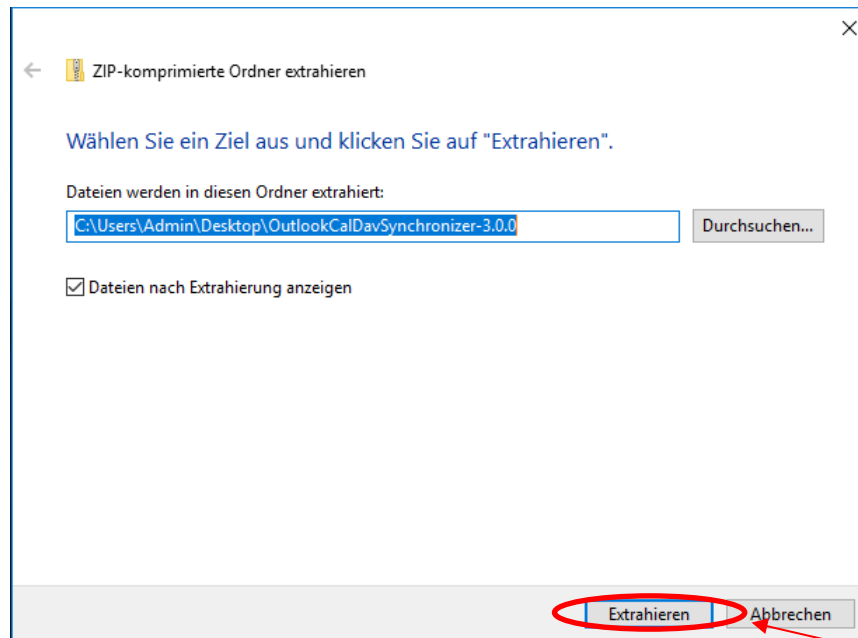 ZIP-komprimierte Ordner extrahieren
Wählen Sie ein Ziel aus und klicken Sie auf "Extrahieren".
Dateien werden in diesen Ordner extrahiert:
C:\Users\Admin\Desktop\OutlookCalDavSynchronizer-3.0.0
Durchsuchen...
Dateien nach Extrahierung anzeigen
Extrahieren
Abbrechen